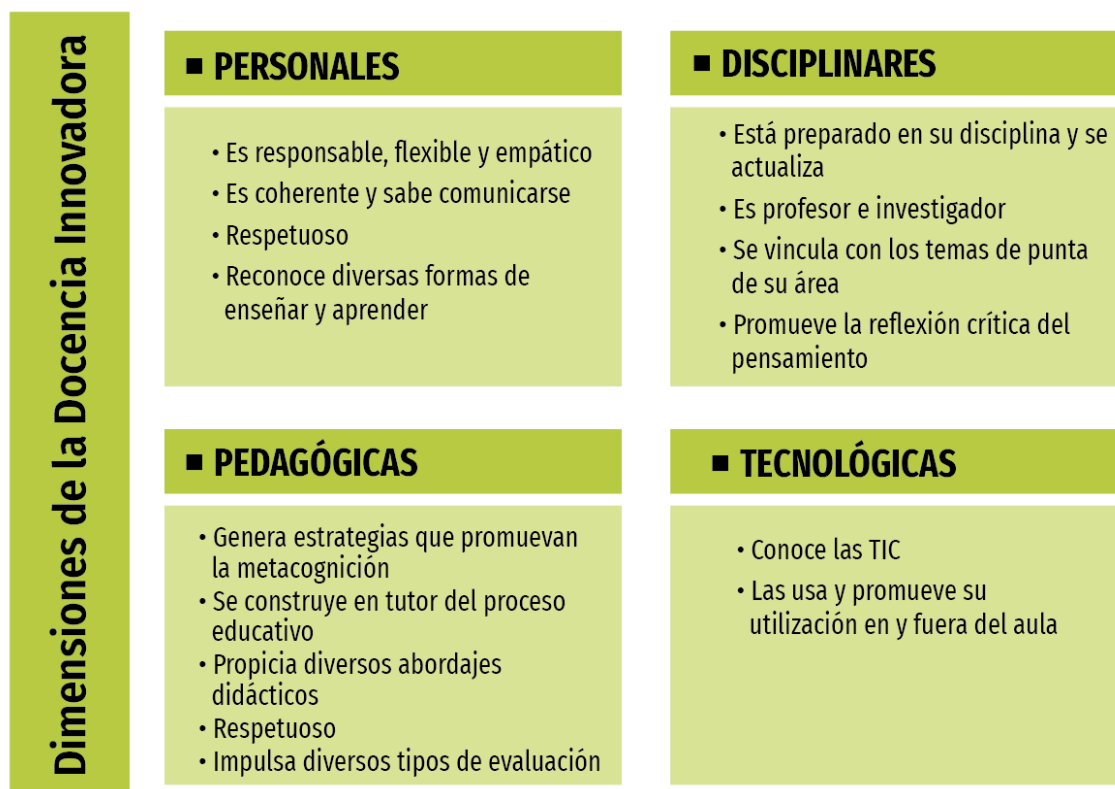 Dimensiones de la Docencia Innovadora
■ PERSONALES
• Es responsable, flexible y empático
• Es coherente y sabe comunicarse
• Respetuoso
• Reconoce diversas formas de
enseñar y aprender
■ DISCIPLINARES
• Está preparado en su disciplina y se
actualiza
• Es profesor e investigador
• Se vincula con los temas de punta
de su área
• Promueve la reflexión crítica del
pensamiento
■ PEDAGÓGICAS
• Genera estrategias que promuevan
la metacognición
• Se construye en tutor del proceso
educativo
• Propicia diversos abordajes
didácticos
• Respetuoso
• Impulsa diversos tipos de evaluación
■ TECNOLÓGICAS
• Conoce las TIC
• Las usa y promueve su
utilización en y fuera del aula